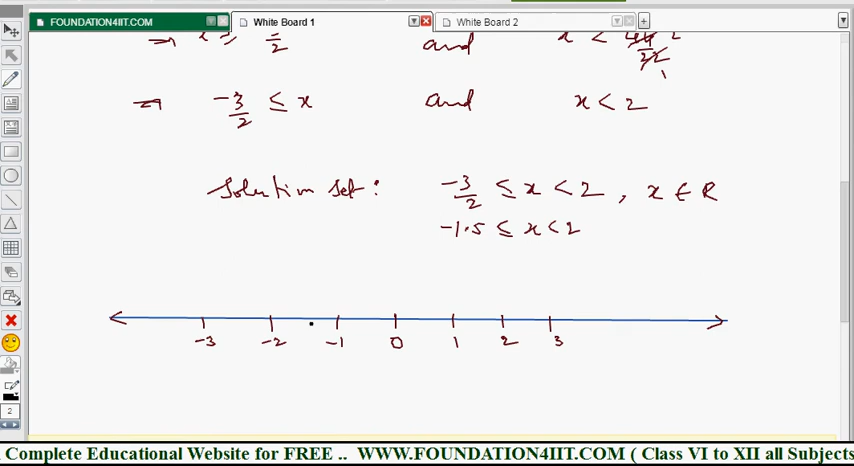 FOUNDATION4IIT.COM White Board 1 White Board 2
and x <
-3/2 ≤ x and x < 2
Solution set : -3/2 ≤ x < 2 , x ∈ R
-1.5 ≤ x < 2
-3 -2 -1 0 1 2 3
2
Complete Educational Website for FREE .. WWW.FOUNDATION4IIT.COM ( Class VI to XII all Subjects